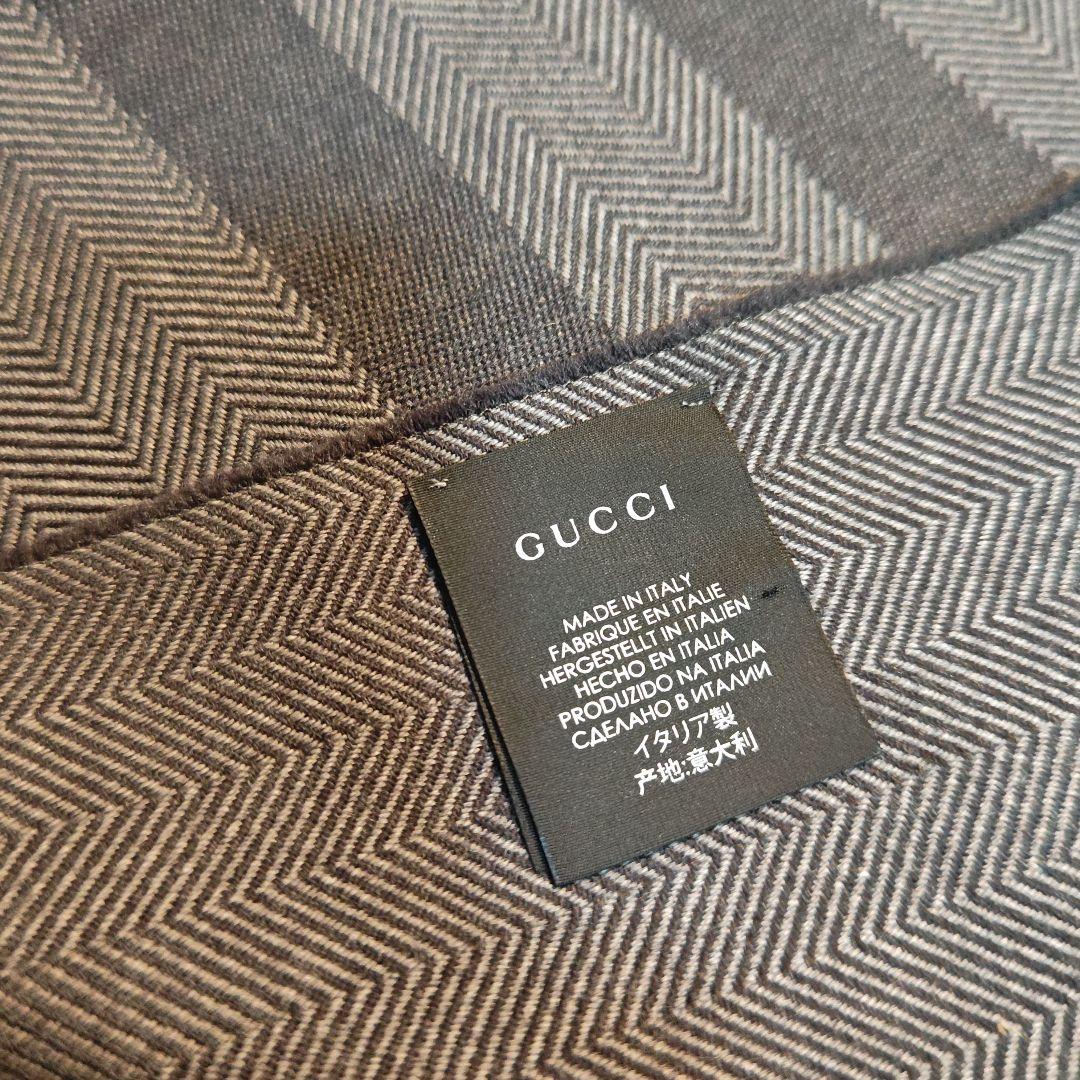 GUCCI
MADE IN ITALY
FABRIQUE EN ITALIE
HERGESTELLT IN ITALIEN
HECHO EN ITALIA
PRODUZIDO NA ITALIA
СДЕЛАНО В ИТАЛИИ
イタリア製
产地:意大利